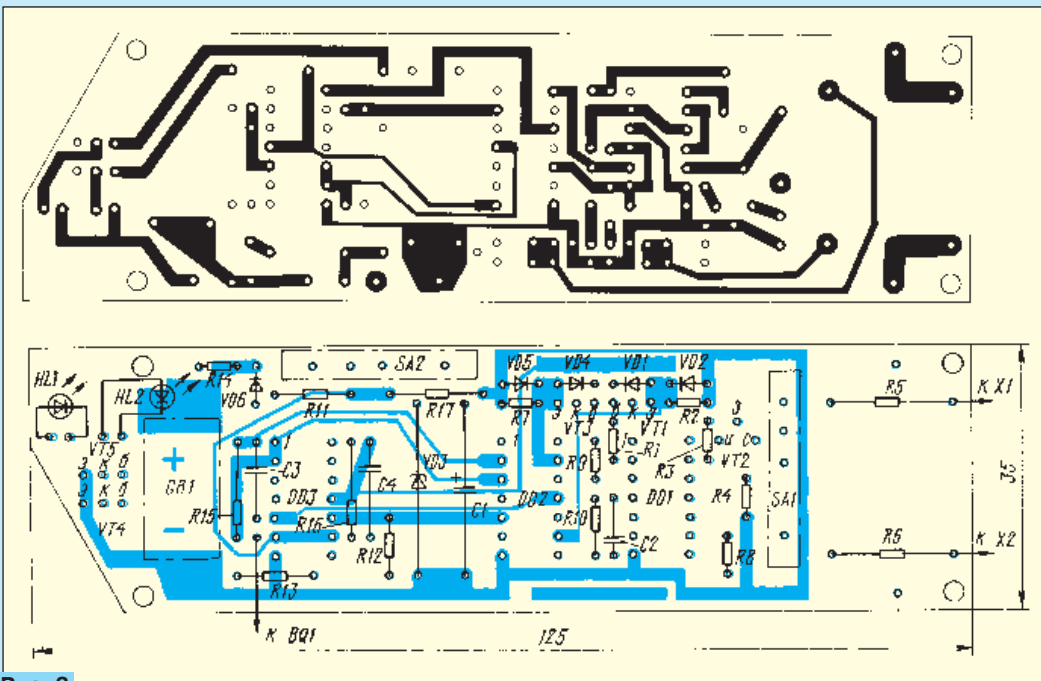 SA2
VD5 VD4 VD1 VD2
HL1
HL2
R14
VD6
R11
R17
R7
R2
R5
К X1
З К Б
К Б З
VT3
VT1
R1
З
И С
VT2
R3
VT5
З К Б
З К Б
VT4
+
GB1
−
1
C3
DD3
C4
VD3
+
C1
1
DD2
R9
DD1
R4
SA1
35
R15
R16
R12
R10
C2
R8
R6
К X2
R13
К BQ1
125